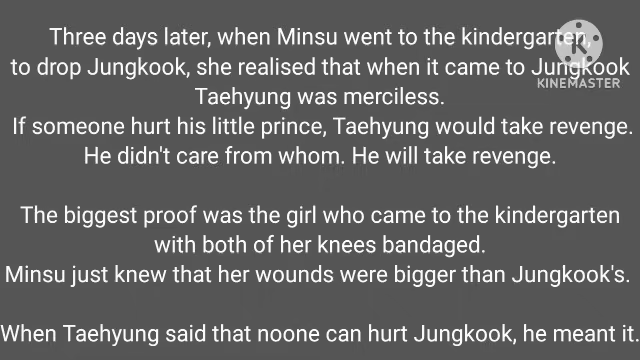 Three days later, when Minsu went to the kindergarten,
to drop Jungkook, she realised that when it came to Jungkook
Taehyung was merciless.
If someone hurt his little prince, Taehyung would take revenge.
He didn't care from whom. He will take revenge.
The biggest proof was the girl who came to the kindergarten
with both of her knees bandaged.
Minsu just knew that her wounds were bigger than Jungkook's.
When Taehyung said that noone can hurt Jungkook, he meant it.
KINEMASTER